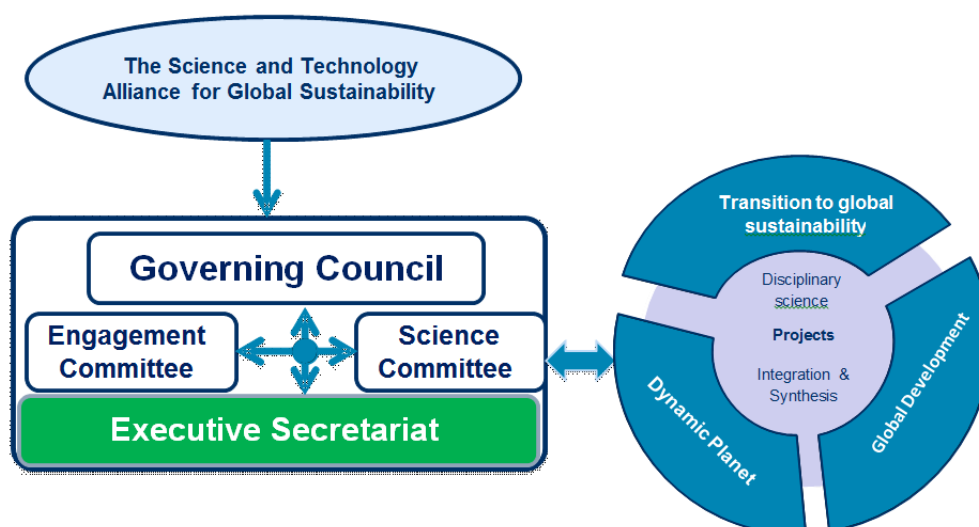 The Science and Technology
Alliance for Global Sustainability
Governing Council
Engagement
Committee
Science
Committee
Executive Secretariat
Transition to global
sustainability
Disciplinary
science
Projects
Integration &
Synthesis
Dynamic Planet
Global Development